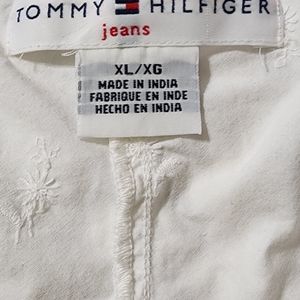 TOMMY HILFIGER
jeans
XL/XG
MADE IN INDIA
FABRIQUE EN INDE
HECHO EN INDIA